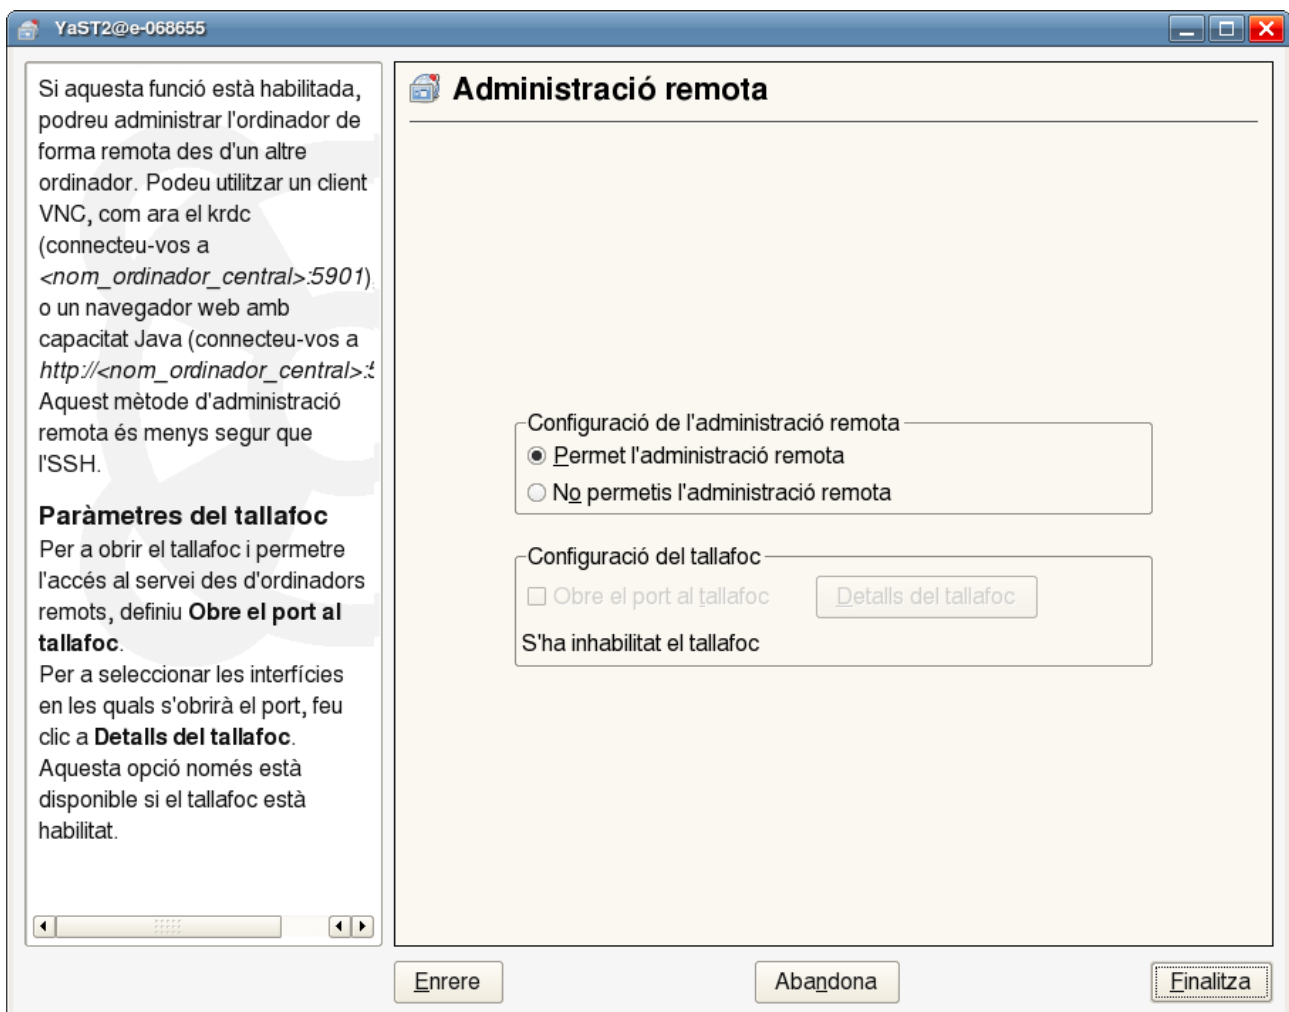 YaST2@e-068655
Si aquesta funció està habilitada,
podreu administrar l'ordinador de
forma remota des d'un altre
ordinador. Podeu utilitzar un client
VNC, com ara el krdc
(connecteu-vos a
<nom_ordinador_central>:5901)
o un navegador web amb
capacitat Java (connecteu-vos a
http://<nom_ordinador_central>:5
Aquest mètode d'administració
remota és menys segur que
l'SSH.
Paràmetres del tallafoc
Per a obrir el tallafoc i permetre
l'accés al servei des d'ordinadors
remots, definiu Obre el port al
tallafoc.
Per a seleccionar les interfícies
en les quals s'obrirà el port, feu
clic a Detalls del tallafoc.
Aquesta opció només està
disponible si el tallafoc està
habilitat.
Administració remota
Configuració de l'administració remota
Permet l'administració remota
No permetis l'administració remota
Configuració del tallafoc
Obre el port al tallafoc
Detalls del tallafoc
S'ha inhabilitat el tallafoc
Enrere
Abandona
Finalitza